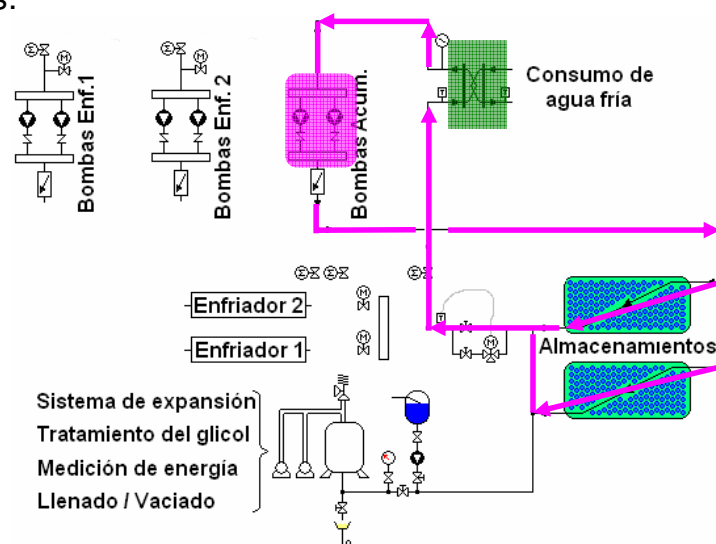 s.
Bombas Enf.1
Bombas Enf. 2
Bombas Acum.
Consumo de
agua fría
Enfriador 2
Enfriador 1
Almacenamientos
Sistema de expansión
Tratamiento del glicol
Medición de energía
Llenado / Vaciado
M
M
T
T
M
M
T
M